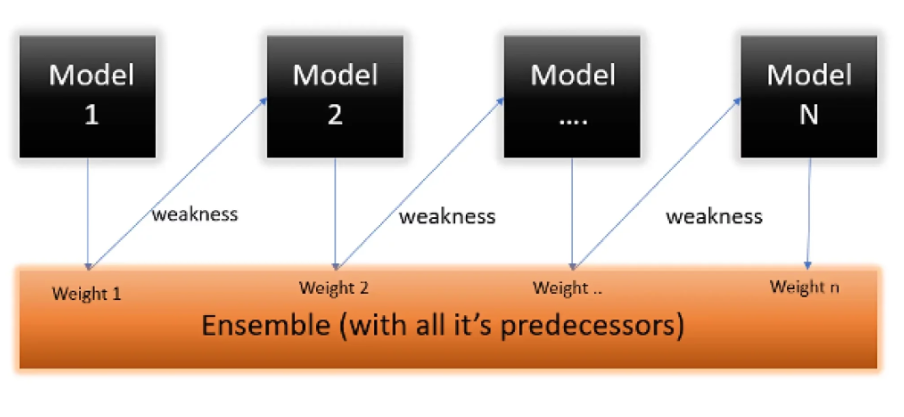 Model
1
Model
2
Model
....
Model
N
weakness
weakness
weakness
Weight 1
Weight 2
Weight ..
Weight n
Ensemble (with all it's predecessors)